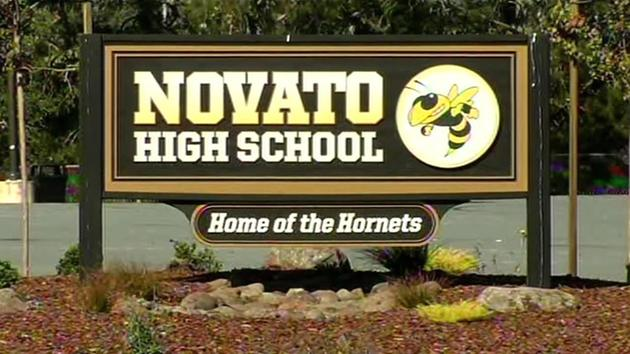 NOVATO
HIGH SCHOOL
Home of the Hornets